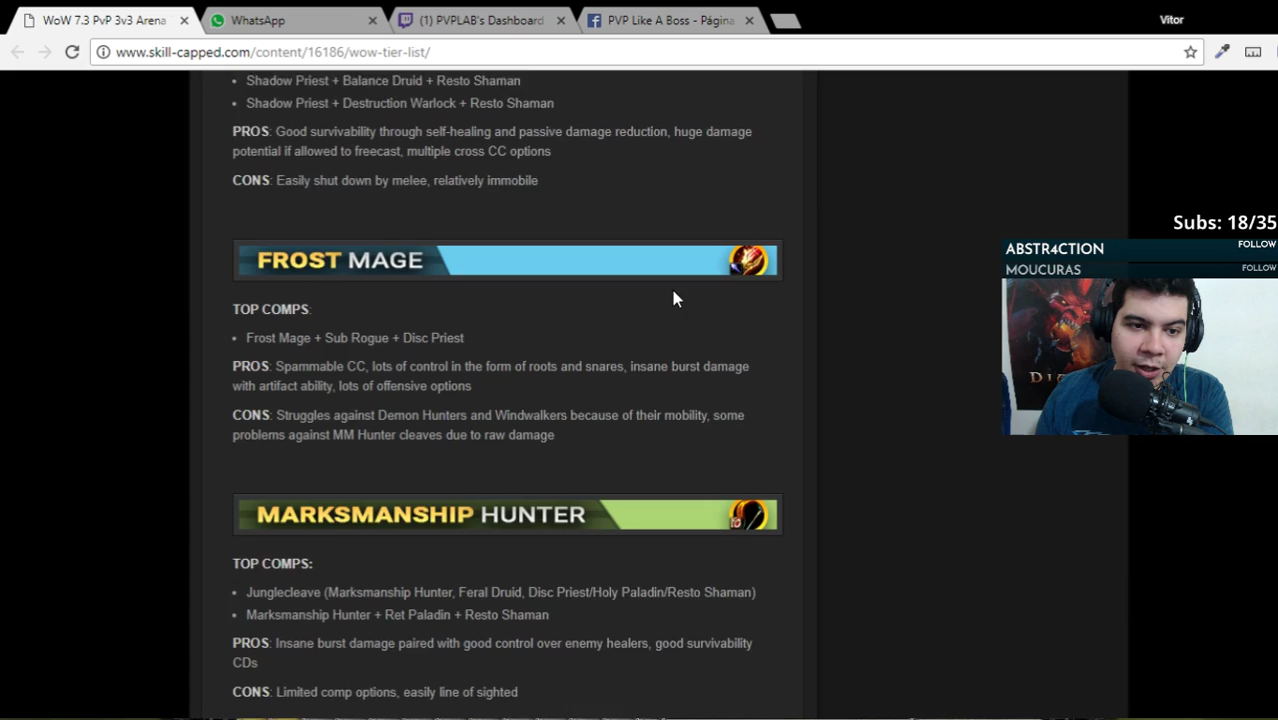 WoW 7.3 PvP 3v3 Arena
WhatsApp
(1) PVPLAB's Dashboard
PVP Like A Boss - Página
Vitor
www.skill-capped.com/content/16186/wow-tier-list/
• Shadow Priest + Balance Druid + Resto Shaman
• Shadow Priest + Destruction Warlock + Resto Shaman
PROS: Good survivability through self-healing and passive damage reduction, huge damage
potential if allowed to freecast, multiple cross CC options
CONS: Easily shut down by melee, relatively immobile
FROST MAGE
TOP COMPS:
• Frost Mage + Sub Rogue + Disc Priest
PROS: Spammable CC, lots of control in the form of roots and snares, insane burst damage
with artifact ability, lots of offensive options
CONS: Struggles against Demon Hunters and Windwalkers because of their mobility, some
problems against MM Hunter cleaves due to raw damage
MARKSMANSHIP HUNTER
TOP COMPS:
• Junglecleave (Marksmanship Hunter, Feral Druid, Disc Priest/Holy Paladin/Resto Shaman)
• Marksmanship Hunter + Ret Paladin + Resto Shaman
PROS: Insane burst damage paired with good control over enemy healers, good survivability
CDs
CONS: Limited comp options, easily line of sighted
Subs: 18/35
ABSTR4CTION FOLLOW
MOUCURAS FOLLOW